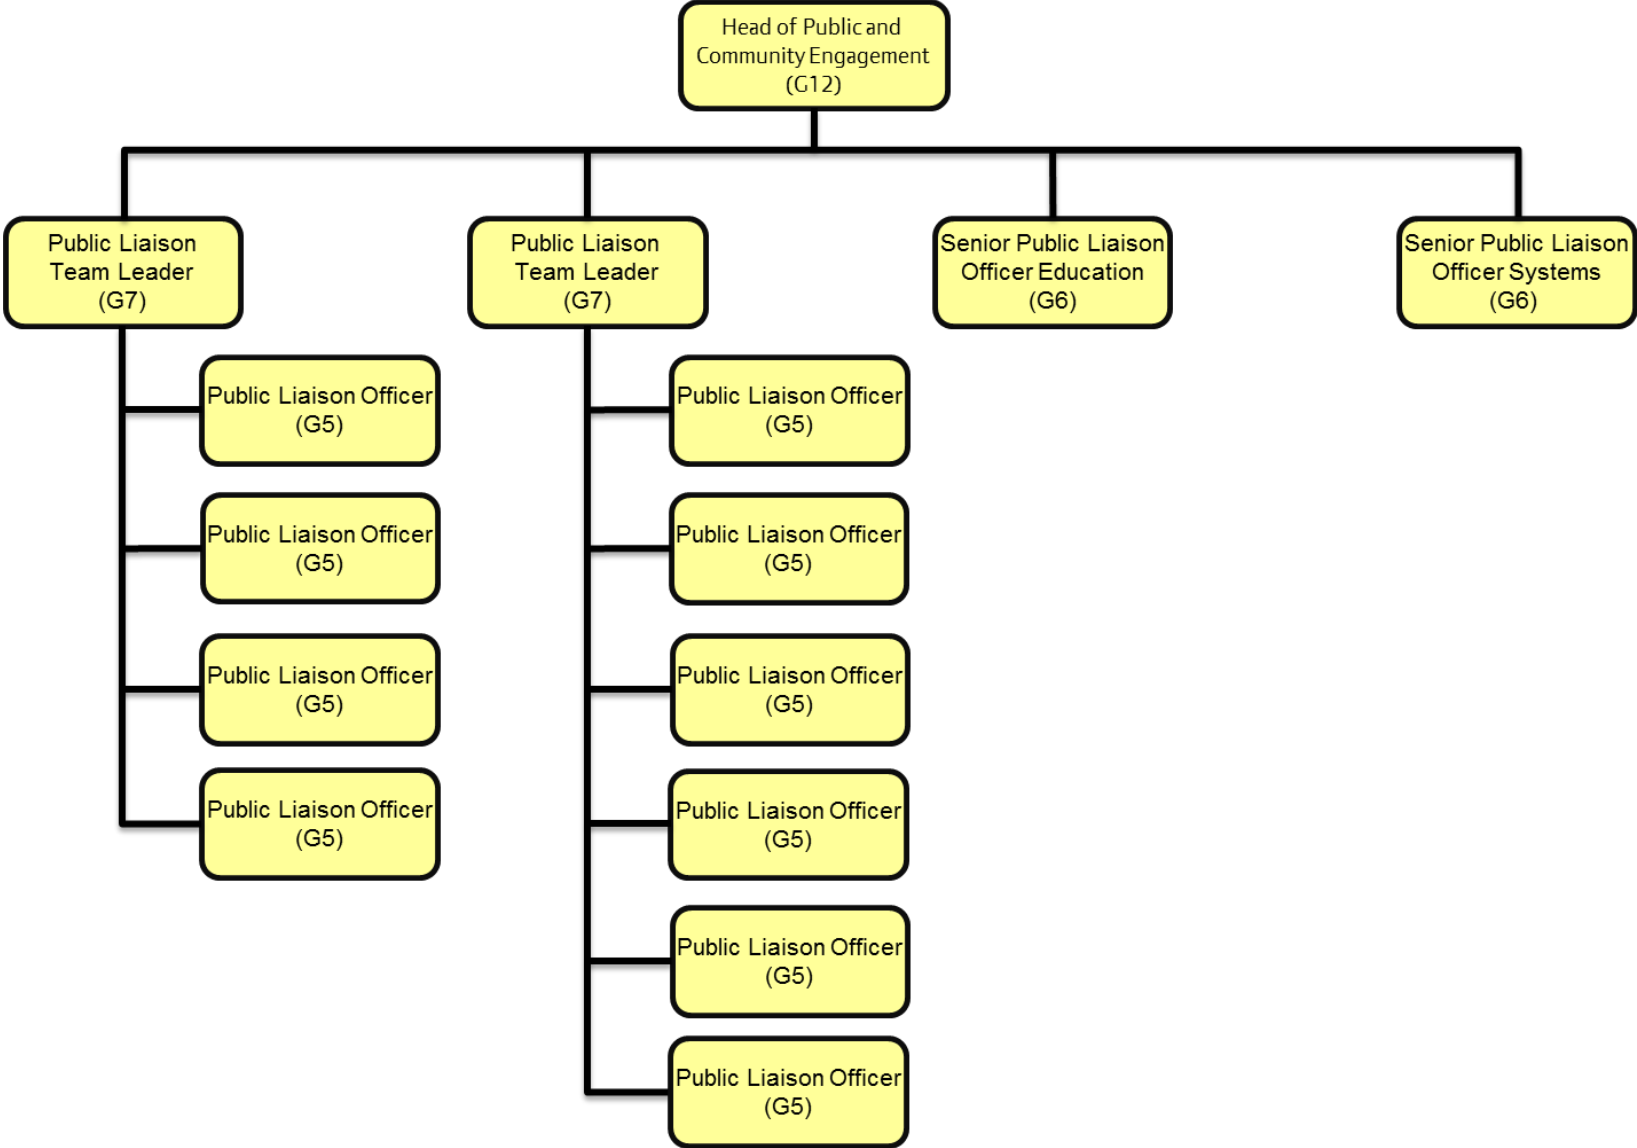 Head of Public and
Community Engagement
(G12)
Public Liaison
Team Leader
(G7)
Public Liaison
Team Leader
(G7)
Senior Public Liaison
Officer Education
(G6)
Senior Public Liaison
Officer Systems
(G6)
Public Liaison Officer
(G5)
Public Liaison Officer
(G5)
Public Liaison Officer
(G5)
Public Liaison Officer
(G5)
Public Liaison Officer
(G5)
Public Liaison Officer
(G5)
Public Liaison Officer
(G5)
Public Liaison Officer
(G5)
Public Liaison Officer
(G5)
Public Liaison Officer
(G5)